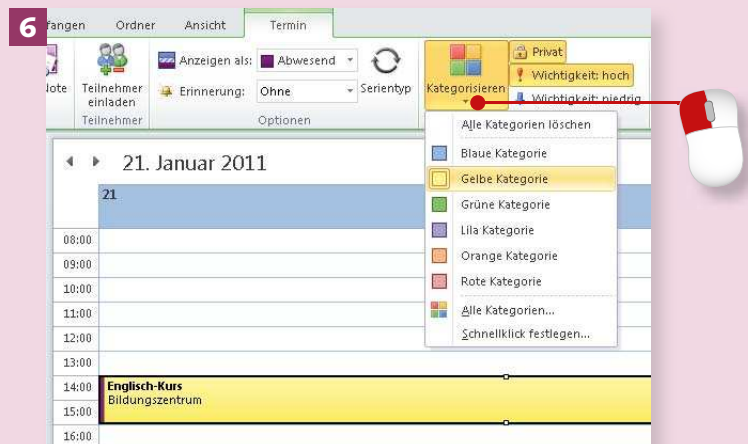 6
fangen Ordner Ansicht Termin
lote
Teilnehmer einladen
Teilnehmer
Anzeigen als: Abwesend
Erinnerung: Ohne
Optionen
Serientyp
Kategorisieren
Privat
Wichtigkeit: hoch
Wichtigkeit: niedrig
Alle Kategorien löschen
Blaue Kategorie
Gelbe Kategorie
Grüne Kategorie
Lila Kategorie
Orange Kategorie
Rote Kategorie
Alle Kategorien...
Schnellklick festlegen...
21. Januar 2011
21
08:00
09:00
10:00
11:00
12:00
13:00
14:00 Englisch-Kurs
Bildungszentrum
15:00
16:00